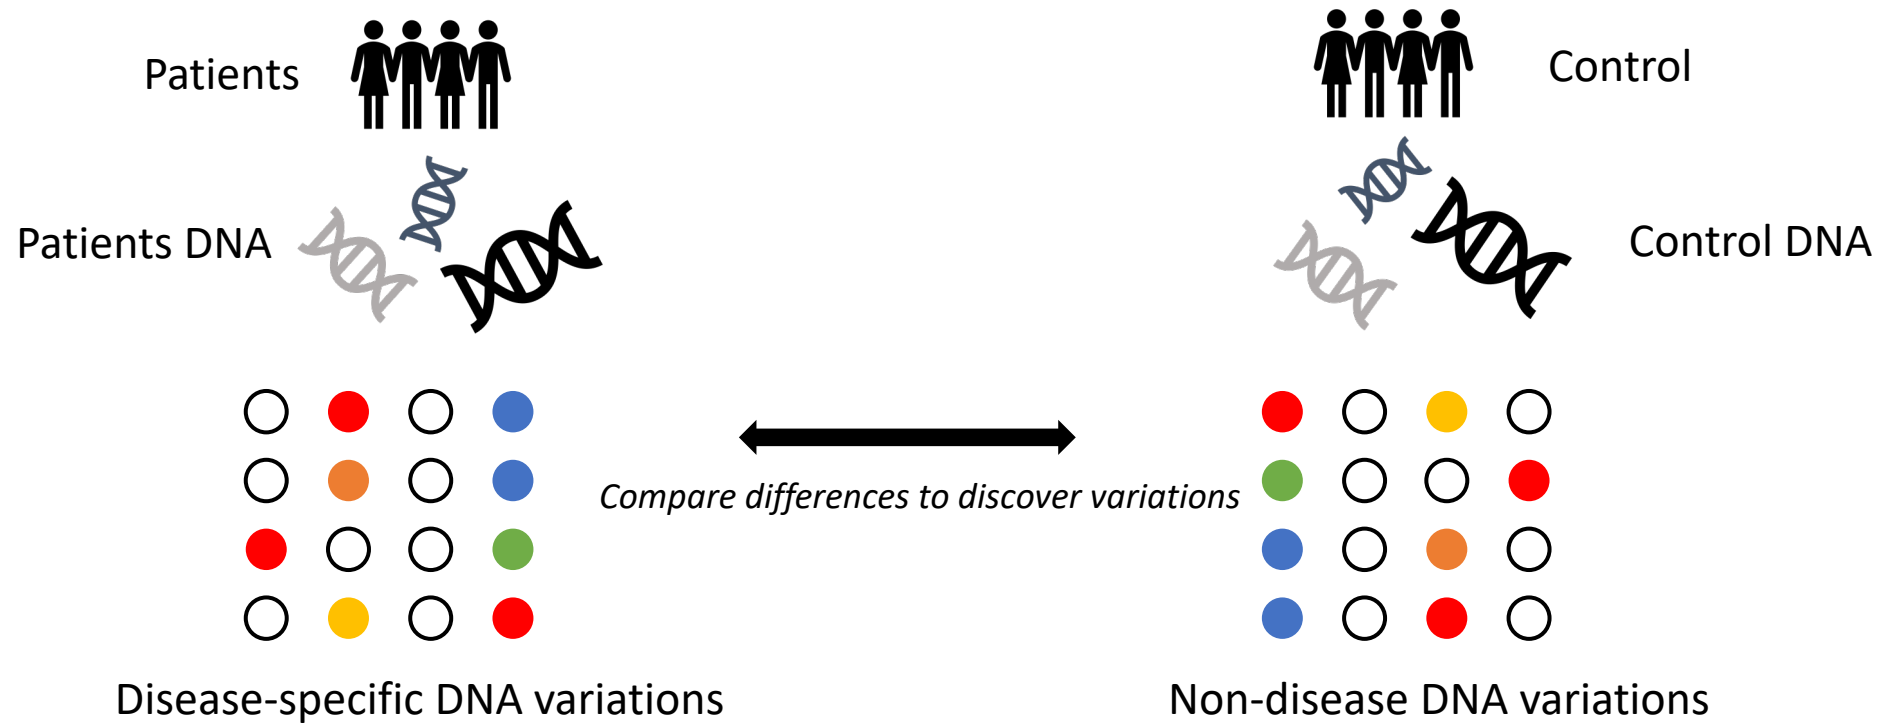 Patients
Control
Patients DNA
Control DNA
Compare differences to discover variations
Disease-specific DNA variations
Non-disease DNA variations